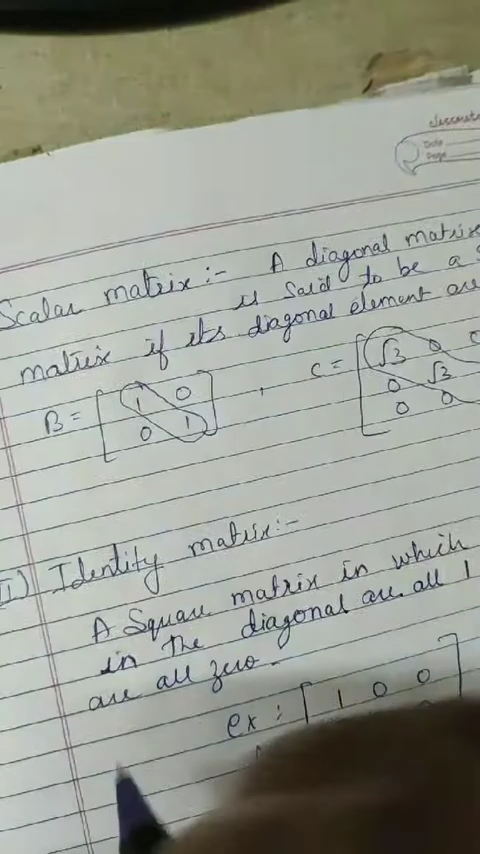 Date
Page
Scalar matrix :- A diagonal matrix
is said to be a
matrix if its diagonal element are
B = [ 1 0
0 1 ] , C = [ √3 0
0 √3
0 0
Identity matrix:-
A Square matrix in which
in the diagonal are all 1
are all zero.
ex : [ 1 0 0 ]